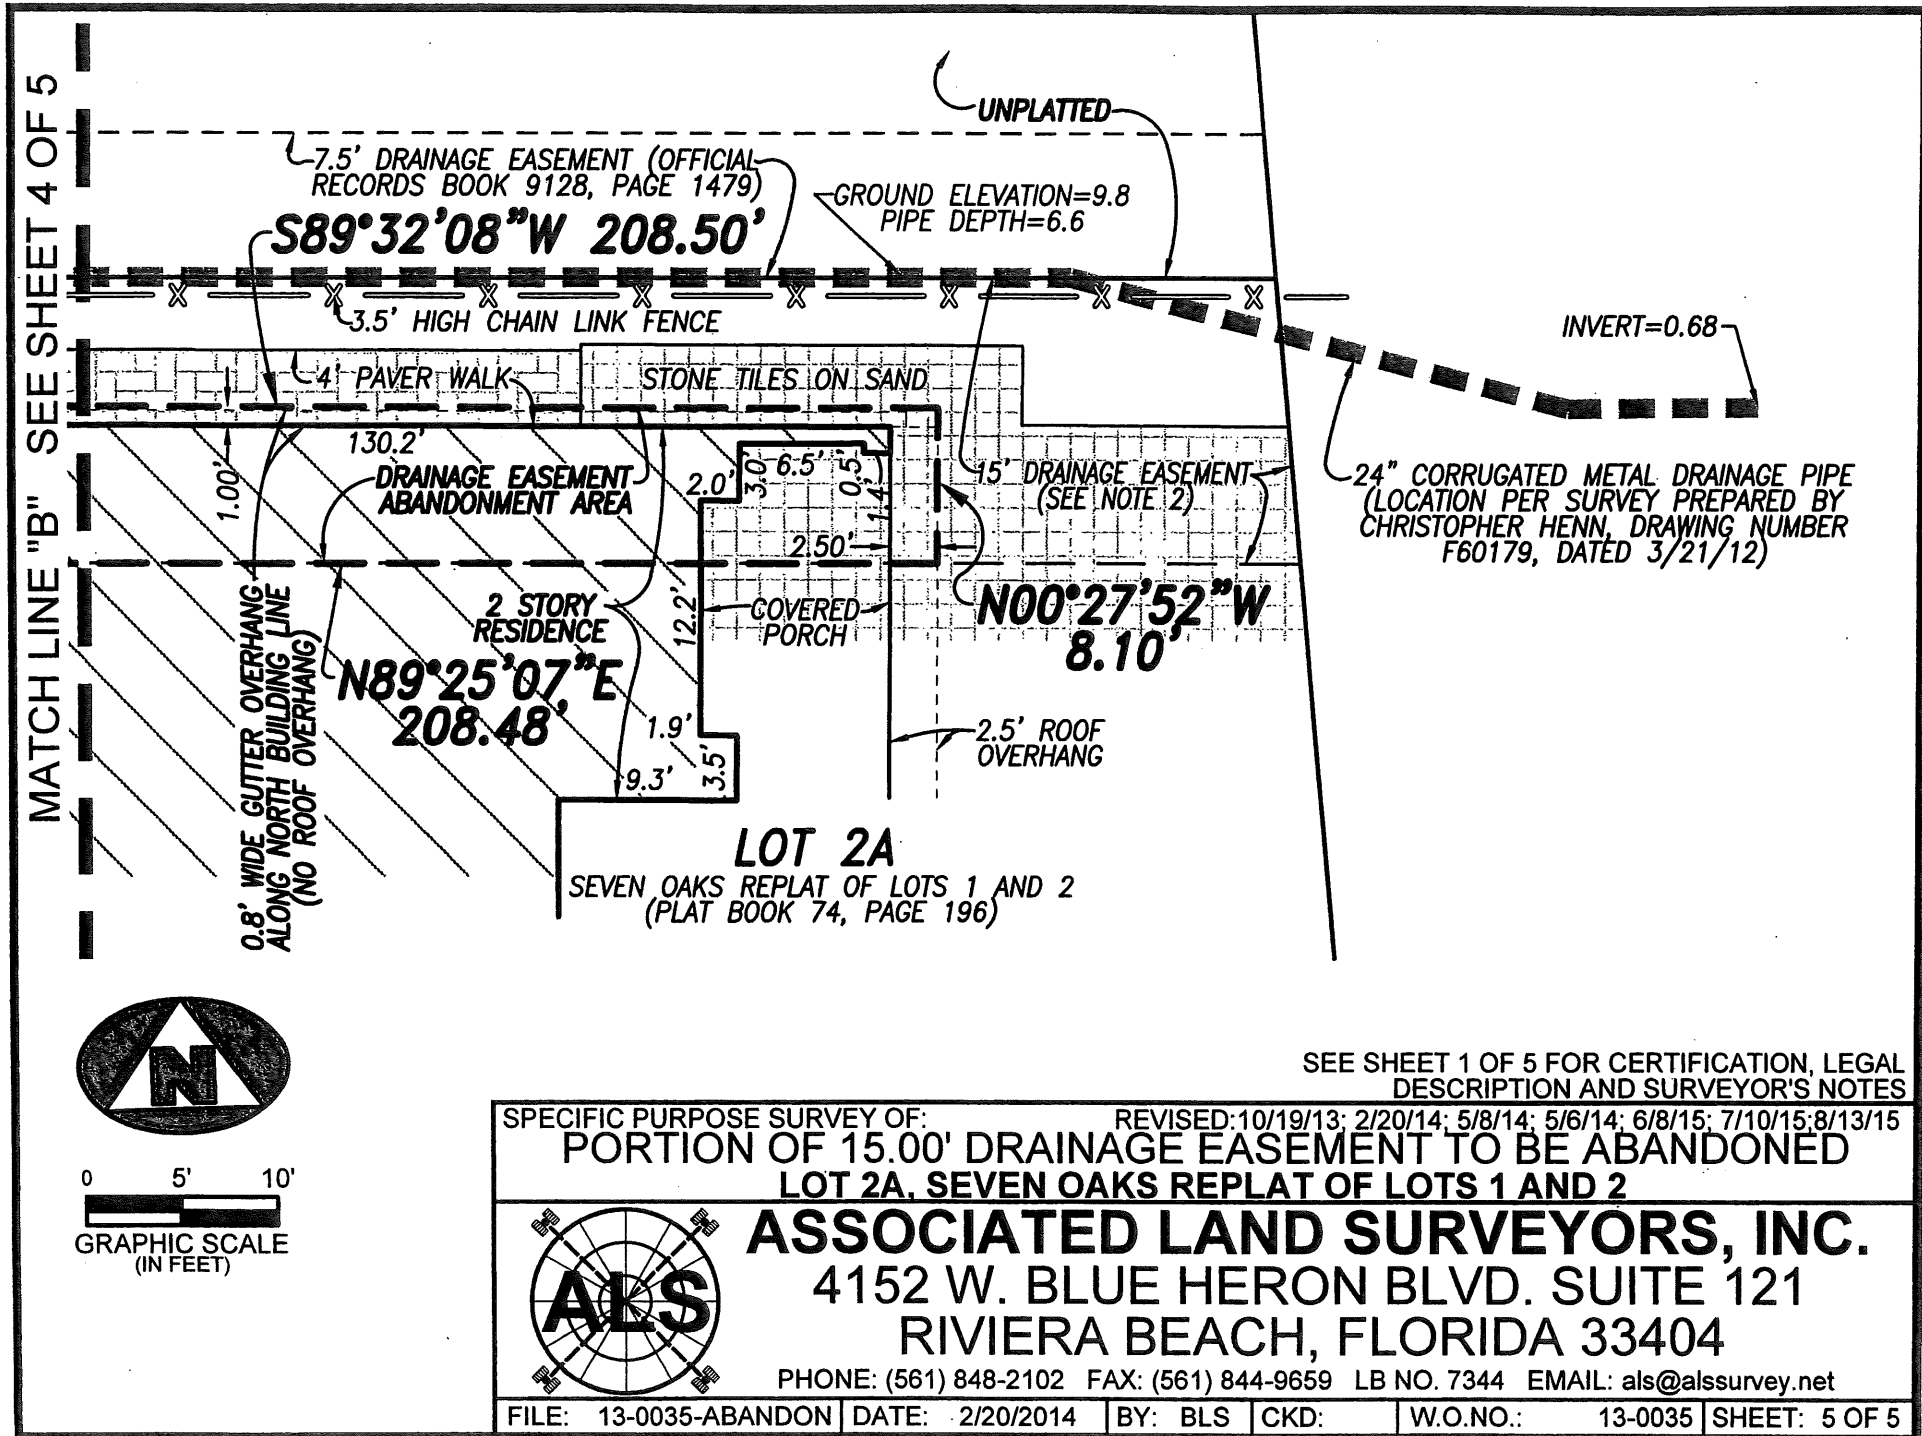 MATCH LINE "B" SEE SHEET 4 OF 5
UNPLATTED
7.5' DRAINAGE EASEMENT (OFFICIAL
RECORDS BOOK 9128, PAGE 1479)
GROUND ELEVATION=9.8
PIPE DEPTH=6.6
S89°32'08"W 208.50'
3.5' HIGH CHAIN LINK FENCE
INVERT=0.68
4' PAVER WALK
STONE TILES ON SAND
130.2'
1.00'
DRAINAGE EASEMENT
ABANDONMENT AREA
2.0'
3.0'
6.5'
0.5'
1.4'
15' DRAINAGE EASEMENT
(SEE NOTE 2)
24" CORRUGATED METAL DRAINAGE PIPE
(LOCATION PER SURVEY PREPARED BY
CHRISTOPHER HENN, DRAWING NUMBER
F60179, DATED 3/21/12)
2.50'
2 STORY
RESIDENCE
12.2'
COVERED
PORCH
N00°27'52"W
8.10'
0.8' WIDE GUTTER OVERHANG
ALONG NORTH BUILDING LINE
(NO ROOF OVERHANG)
N89°25'07"E
208.48'
1.9'
3.5'
9.3'
2.5' ROOF
OVERHANG
LOT 2A
SEVEN OAKS REPLAT OF LOTS 1 AND 2
(PLAT BOOK 74, PAGE 196)
N
0 5' 10'
GRAPHIC SCALE
(IN FEET)
SEE SHEET 1 OF 5 FOR CERTIFICATION, LEGAL
DESCRIPTION AND SURVEYOR'S NOTES
SPECIFIC PURPOSE SURVEY OF: REVISED:10/19/13; 2/20/14; 5/8/14; 5/6/14; 6/8/15; 7/10/15;8/13/15
PORTION OF 15.00' DRAINAGE EASEMENT TO BE ABANDONED
LOT 2A, SEVEN OAKS REPLAT OF LOTS 1 AND 2
ALS
ASSOCIATED LAND SURVEYORS, INC.
4152 W. BLUE HERON BLVD. SUITE 121
RIVIERA BEACH, FLORIDA 33404
PHONE: (561) 848-2102 FAX: (561) 844-9659 LB NO. 7344 EMAIL: als@alssurvey.net
FILE: 13-0035-ABANDON DATE: 2/20/2014 BY: BLS CKD: W.O.NO.: 13-0035 SHEET: 5 OF 5